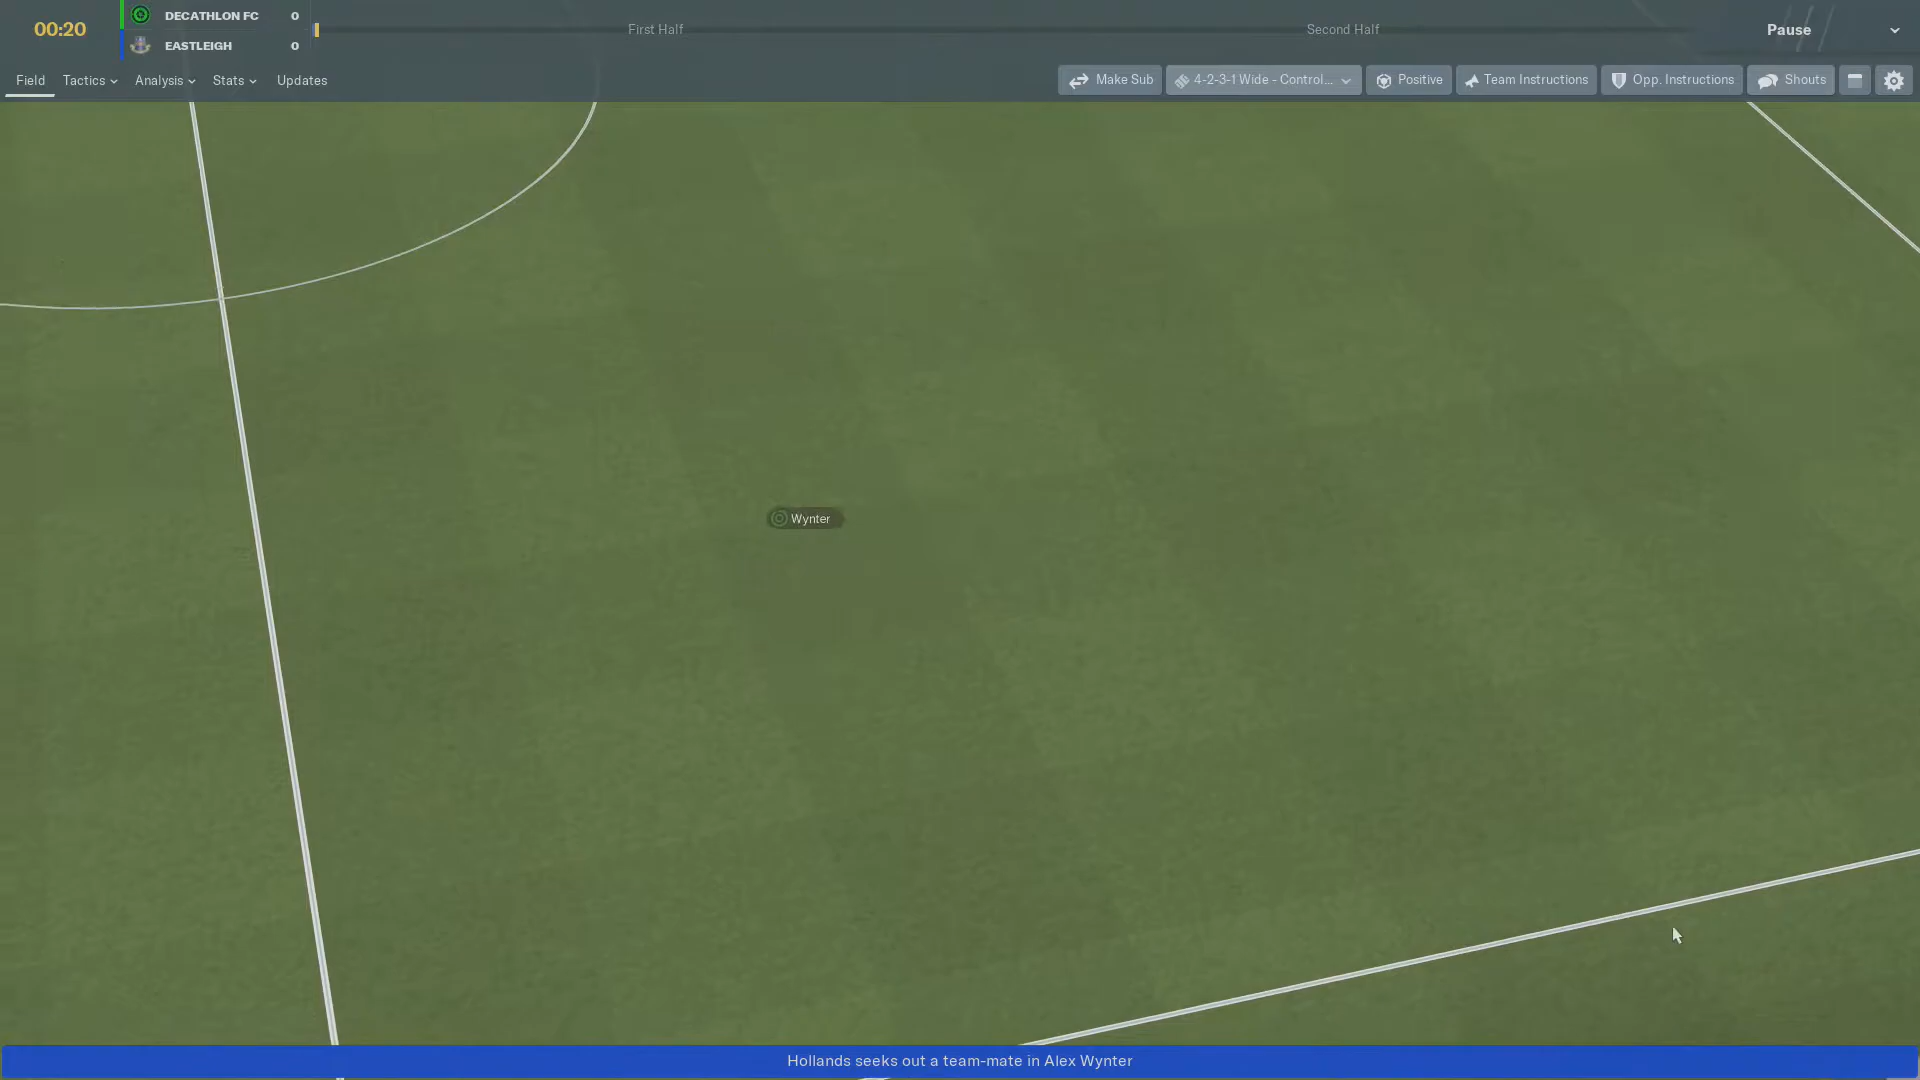 00:20
DECATHLON FC 0
EASTLEIGH 0
First Half
Second Half
Pause
Field
Tactics
Analysis
Stats
Updates
Make Sub
4-2-3-1 Wide - Control...
Positive
Team Instructions
Opp. Instructions
Shouts
Wynter
Hollands seeks out a team-mate in Alex Wynter